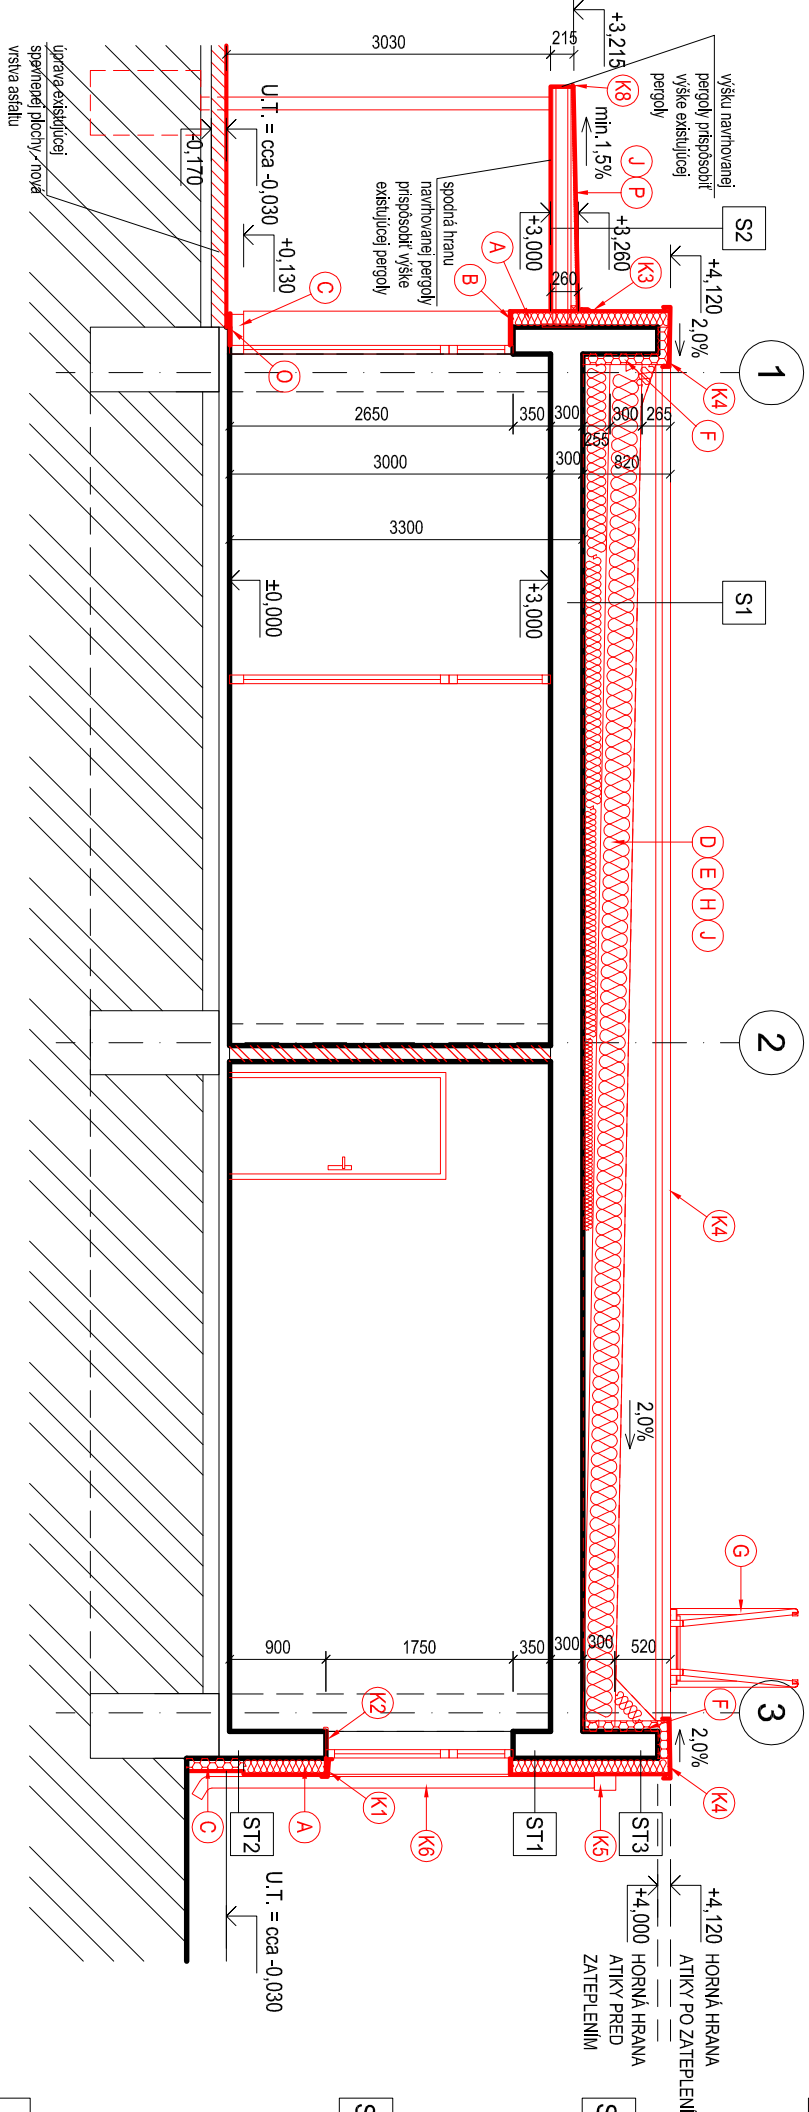 výšku navrhovanej
pergoly prispôsobiť
výške existujúcej
pergoly
S2
+4,120
2,0%
1
K4
F
K3
+3,260
+3,000
260
A
B
+3,215
215
K8
min.1,5%
J
P
3030
spodnú hranu
navrhovanej pergoly
prispôsobiť výške
existujúcej pergoly
U.T. = cca -0,030
+0,130
-0,170
C
O
úprava existujúcej
spevnenej plochy - nová
vrstva asfaltu
2650
350
300
255
300
265
3000
300
820
3300
±0,000
+3,000
S1
D
E
H
J
2
K4
2,0%
G
3
F
2,0%
K4
900
1750
350
300
300
520
K2
K1
K6
K5
A
C
ST2
ST1
ST3
U.T. = cca -0,030
+4,120
HORNÁ HRANA
ATIKY PO ZATEPLENÍ
+4,000
HORNÁ HRANA
ATIKY PRED
ZATEPLENÍM